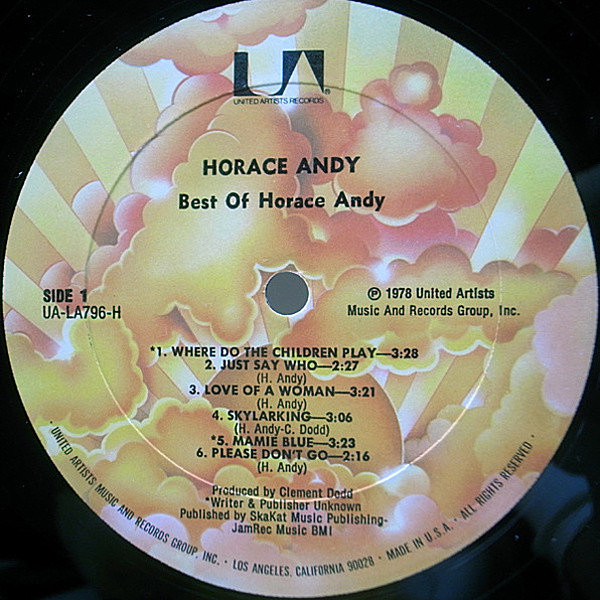 UA®
UNITED ARTISTS RECORDS
HORACE ANDY
Best Of Horace Andy
SIDE 1
UA-LA796-H
℗ 1978 United Artists
Music And Records Group, Inc.
*1. WHERE DO THE CHILDREN PLAY—3:28
2. JUST SAY WHO—2:27
(H. Andy)
3. LOVE OF A WOMAN—3:21
(H. Andy)
4. SKYLARKING—3:06
(H. Andy-C. Dodd)
*5. MAMIE BLUE—3:23
6. PLEASE DON'T GO—2:16
(H. Andy)
Produced by Clement Dodd
*Writer & Publisher Unknown
Published by SkaKat Music Publishing-
JamRec Music BMI
· UNITED ARTISTS MUSIC AND RECORDS GROUP, INC. · LOS ANGELES, CALIFORNIA 90028 · MADE IN U.S.A. · ALL RIGHTS RESERVED ·